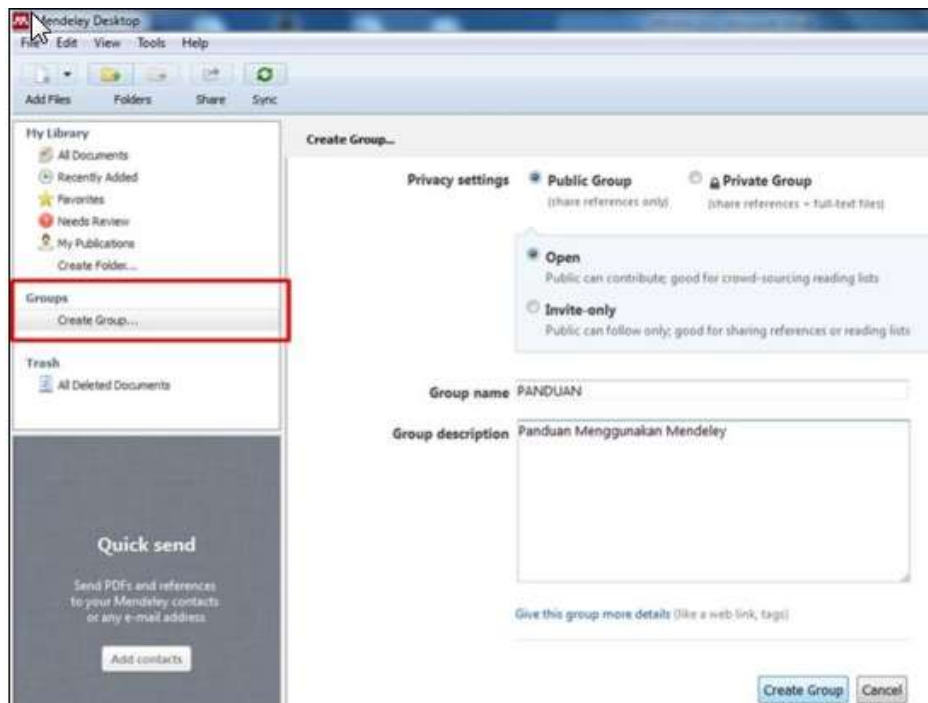 Mendeley Desktop
File Edit View Tools Help
Add Files Folders Share Sync
My Library
All Documents
Recently Added
Favorites
Needs Review
My Publications
Create Folder...
Groups
Create Group...
Trash
All Deleted Documents
Quick send
Send PDFs and references
to your Mendeley contacts
or any e-mail address
Add contacts
Create Group...
Privacy settings
Public Group
(share references only)
Private Group
(share references + full-text files)
Open
Public can contribute; good for crowd-sourcing reading lists
Invite-only
Public can follow only; good for sharing references or reading lists
Group name PANDUAN
Group description Panduan Menggunakan Mendeley
Give this group more details (like a web link, tags)
Create Group Cancel